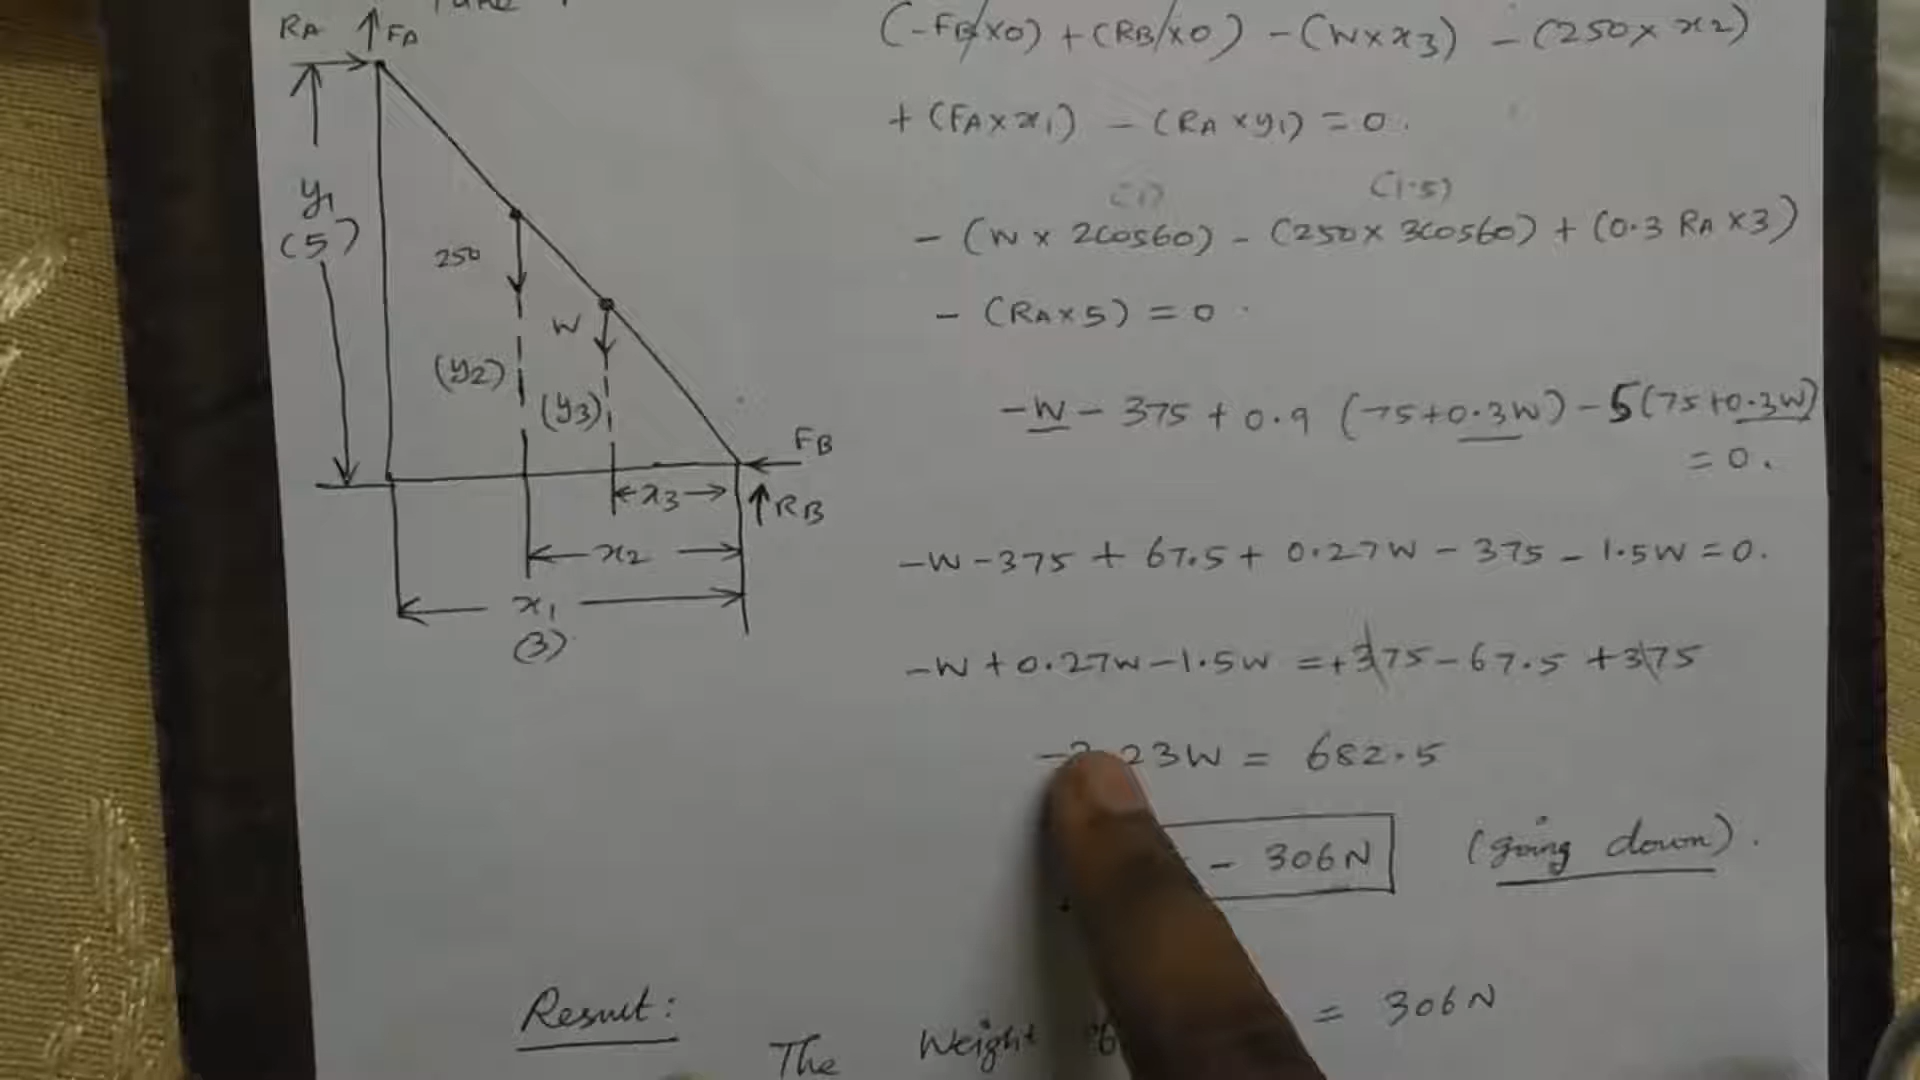 RA FA
y1
(5)
250
W
(y2)
(y3)
FB
RB
x3
x2
x1
(3)
(-FB×0) + (RB×0) - (W×x3) - (250×x2)
+ (FA×x1) - (RA×y1) = 0.
(1) (1.5)
- (W× 2cos60) - (250× 3cos60) + (0.3 RA×3)
- (RA×5) = 0.
-W - 375 + 0.9 (75+0.3W) - 5(75+0.3W)
= 0.
-W-375 + 67.5 + 0.27W - 375 - 1.5W = 0.
-W + 0.27W - 1.5W = +375 - 67.5 + 375
23W = 682.5
- 306N (going down).
Result:
The Weight = 306N